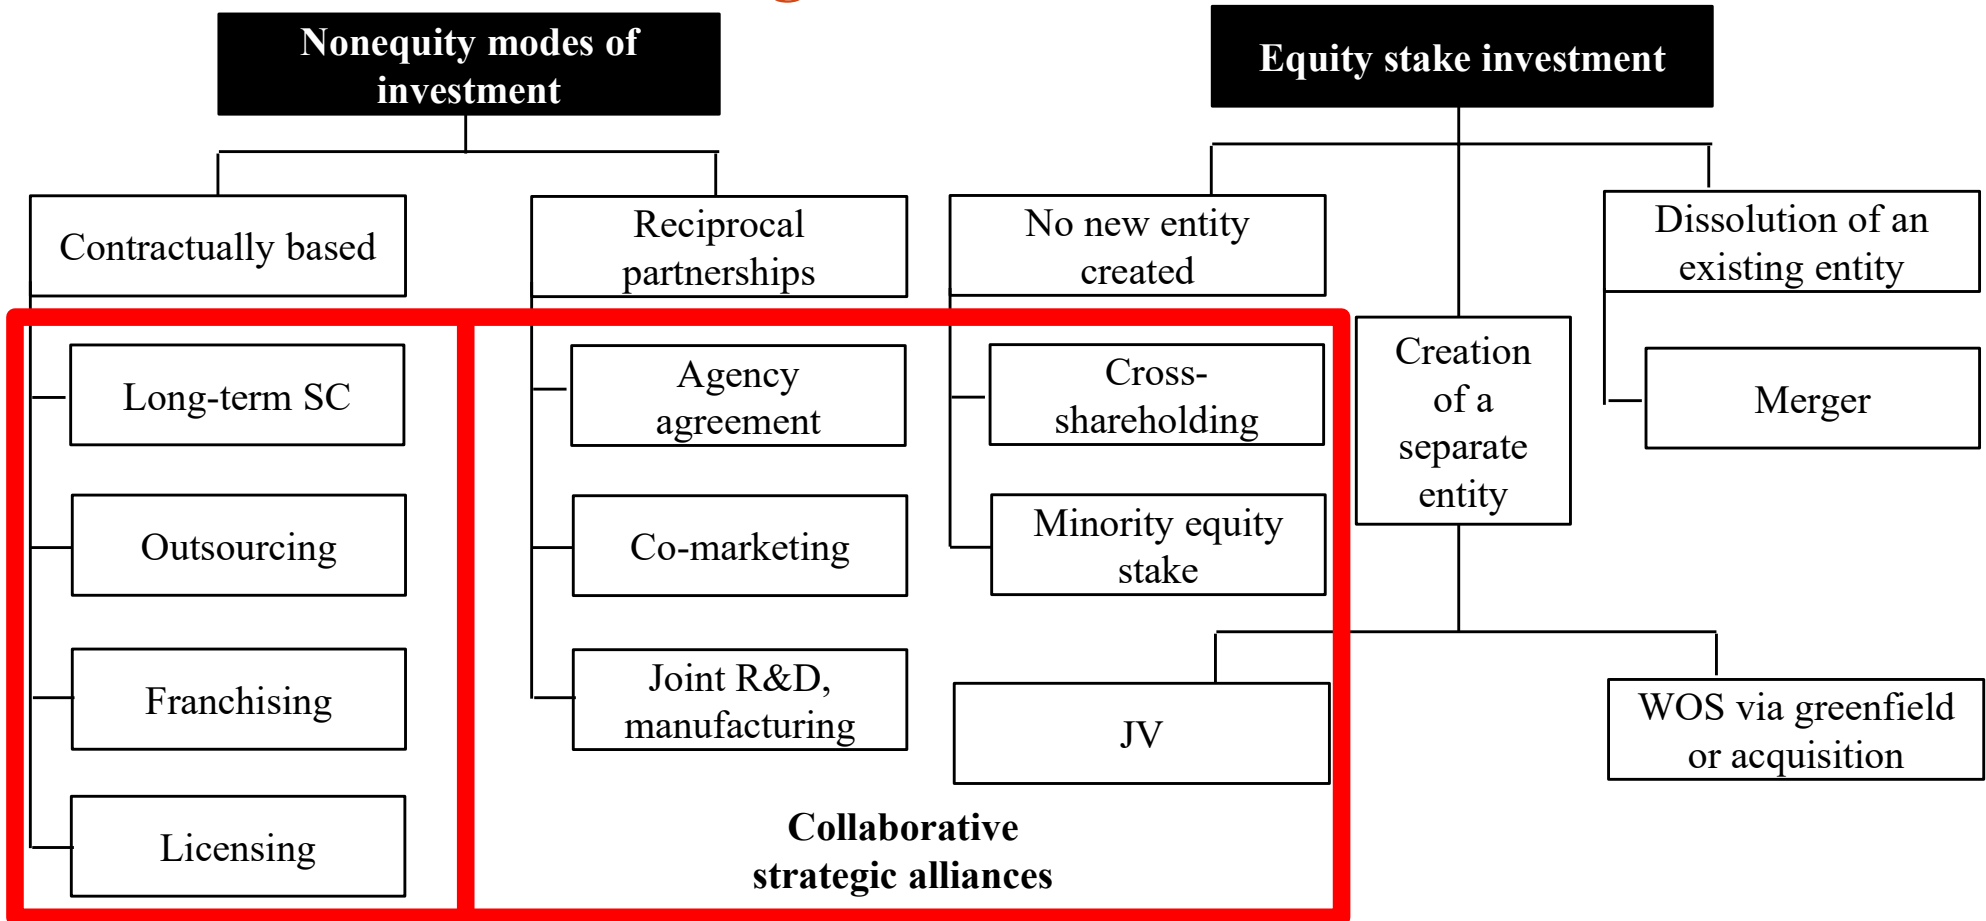 Nonequity modes of
investment
Equity stake investment
Contractually based
Reciprocal
partnerships
No new entity
created
Dissolution of an
existing entity
Long-term SC
Agency
agreement
Cross-
shareholding
Creation
of a
separate
entity
Merger
Outsourcing
Co-marketing
Minority equity
stake
Franchising
Joint R&D,
manufacturing
JV
WOS via greenfield
or acquisition
Licensing
Collaborative
strategic alliances